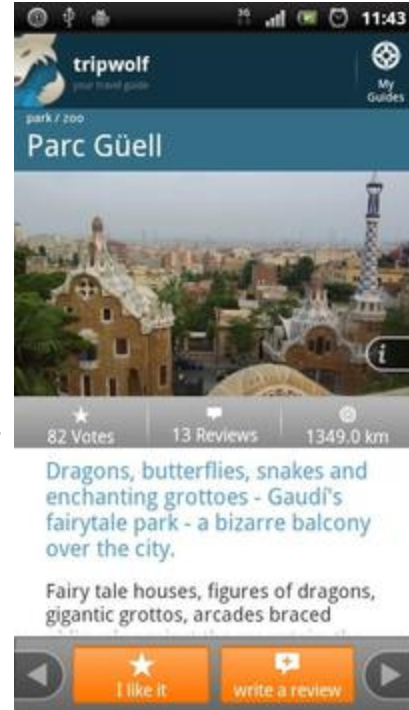 3G
11:43
tripwolf
your travel guide
My
Guides
park / zoo
Parc Güell
i
82 Votes
13 Reviews
1349.0 km
Dragons, butterflies, snakes and
enchanting grottoes - Gaudí's
fairytale park - a bizarre balcony
over the city.
Fairy tale houses, figures of dragons,
gigantic grottos, arcades braced
I like it
write a review